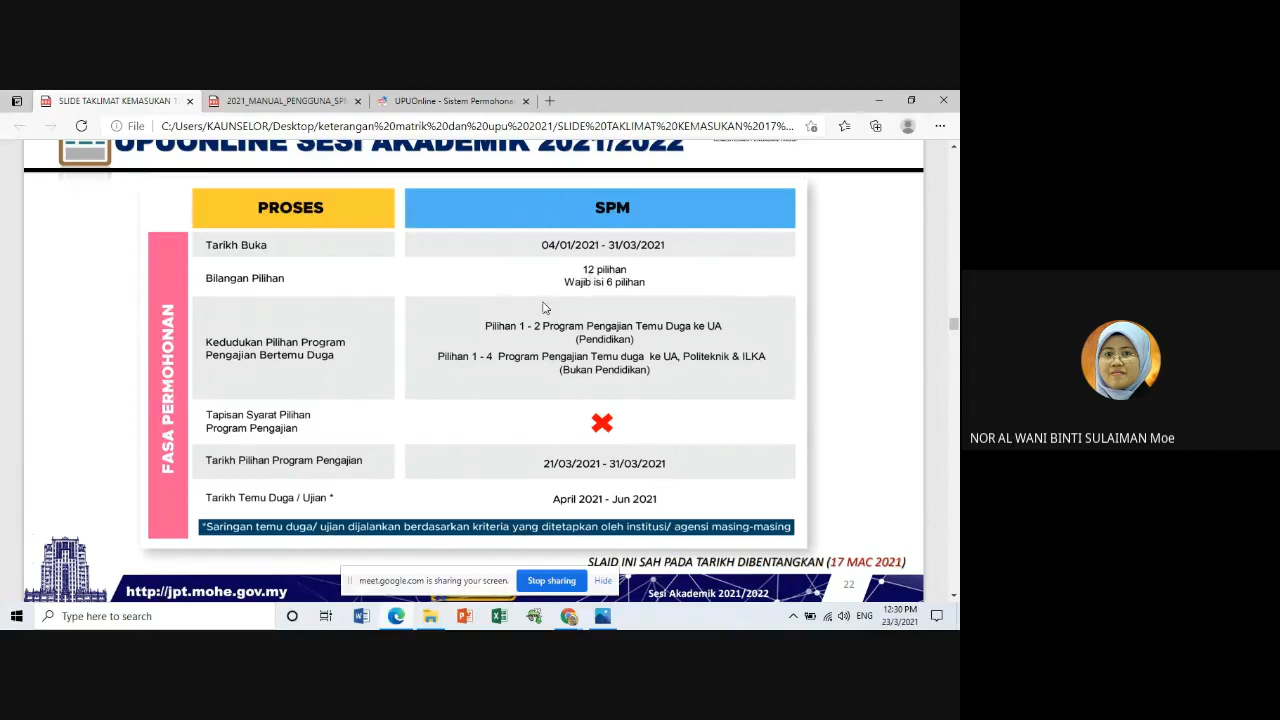 SLIDE TAKLIMAT KEMASUKAN 1
2021_MANUAL_PENGGUNA_SPM
UPUOnline - Sistem Permohonan
File
C:/Users/KAUNSELOR/Desktop/keterangan%20matrik%20dan%20upu%202021/SLIDE%20TAKLIMAT%20KEMASUKAN%2017%...
UPUONLINE SESI AKADEMIK 2021/2022
PROSES
SPM
FASA PERMOHONAN
Tarikh Buka
04/01/2021 - 31/03/2021
Bilangan Pilihan
12 pilihan
Wajib isi 6 pilihan
Kedudukan Pilihan Program
Pengajian Bertemu Duga
Pilihan 1 - 2 Program Pengajian Temu Duga ke UA
(Pendidikan)
Pilihan 1 - 4 Program Pengajian Temu duga ke UA, Politeknik & ILKA
(Bukan Pendidikan)
Tapisan Syarat Pilihan
Program Pengajian
Tarikh Pilihan Program Pengajian
21/03/2021 - 31/03/2021
Tarikh Temu Duga / Ujian *
April 2021 - Jun 2021
*Saringan temu duga/ ujian dijalankan berdasarkan kriteria yang ditetapkan oleh institusi/ agensi masing-masing
SLAID INI SAH PADA TARIKH DIBENTANGKAN (17 MAC 2021)
http://jpt.mohe.gov.my
meet.google.com is sharing your screen.
Stop sharing
Hide
Sesi Akademik 2021/2022
22
Type here to search
ENG
12:30 PM
23/3/2021
NOR AL WANI BINTI SULAIMAN Moe